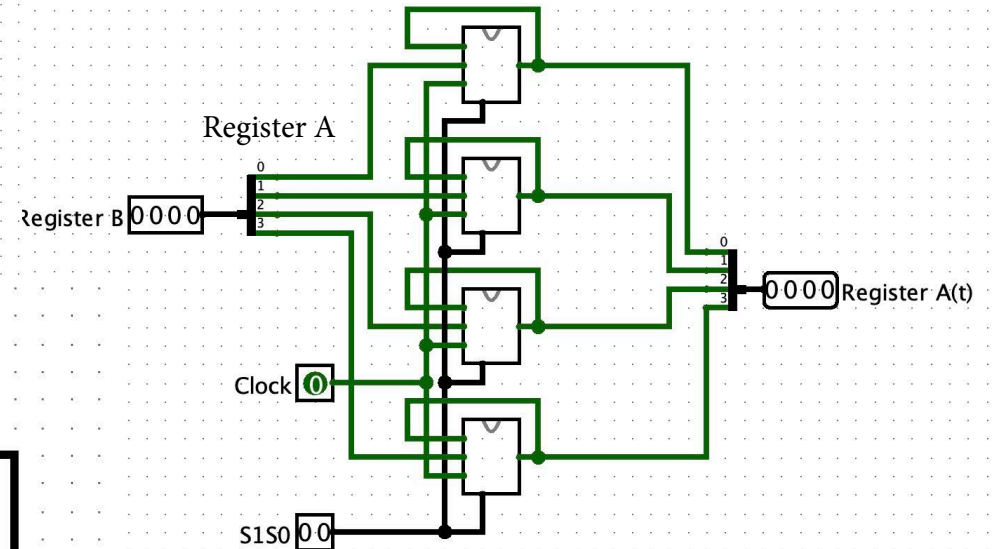 Register A
0
1
2
3
Register B 0000
0
1
2
3
0000 Register A(t)
Clock 0
S1S0 00